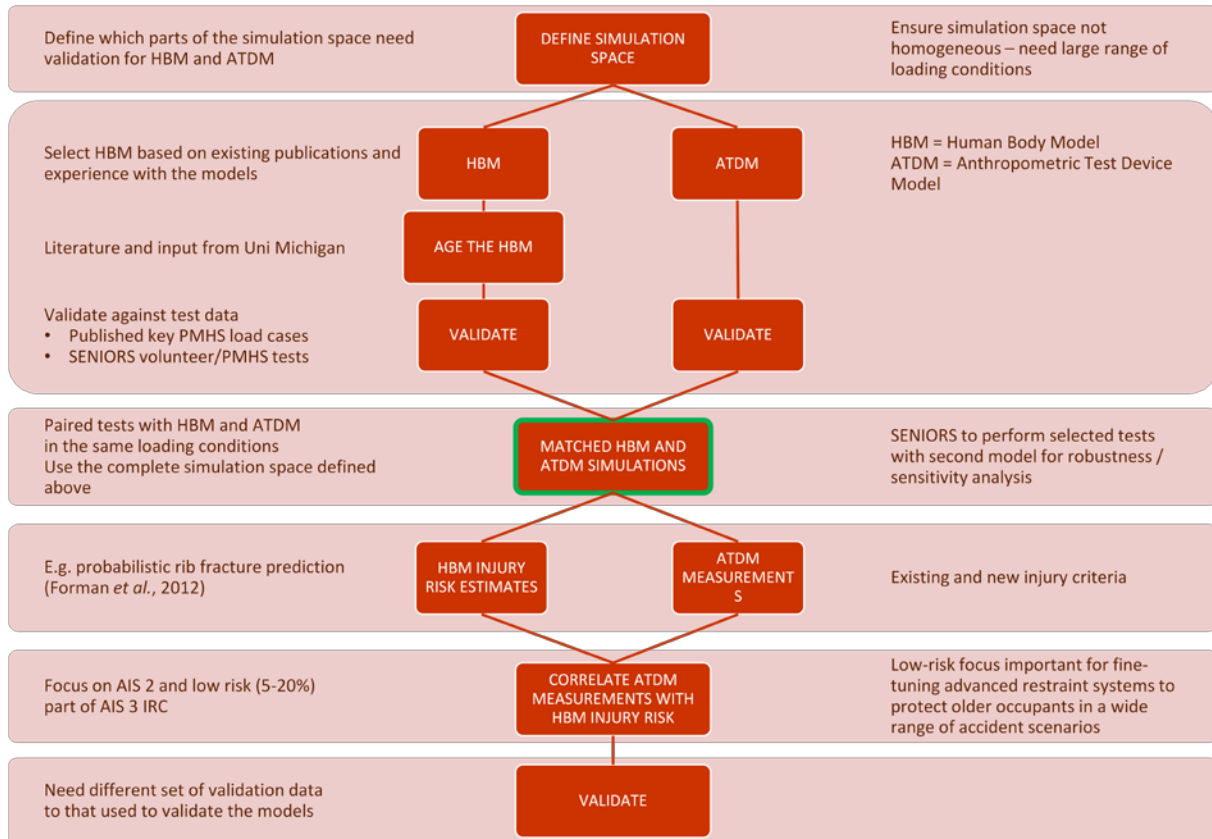 Define which parts of the simulation space need
validation for HBM and ATDM
DEFINE SIMULATION
SPACE
Ensure simulation space not
homogeneous – need large range of
loading conditions
Select HBM based on existing publications and
experience with the models
HBM
ATDM
HBM = Human Body Model
ATDM = Anthropometric Test Device
Model
Literature and input from Uni Michigan
AGE THE HBM
Validate against test data
• Published key PMHS load cases
• SENIORS volunteer/PMHS tests
VALIDATE
VALIDATE
Paired tests with HBM and ATDM
in the same loading conditions
Use the complete simulation space defined
above
MATCHED HBM AND
ATDM SIMULATIONS
SENIORS to perform selected tests
with second model for robustness /
sensitivity analysis
E.g. probabilistic rib fracture prediction
(Forman et al., 2012)
HBM INJURY
RISK ESTIMATES
ATDM
MEASUREMENT
S
Existing and new injury criteria
Focus on AIS 2 and low risk (5-20%)
part of AIS 3 IRC
CORRELATE ATDM
MEASUREMENTS WITH
HBM INJURY RISK
Low-risk focus important for fine-
tuning advanced restraint systems to
protect older occupants in a wide
range of accident scenarios
Need different set of validation data
to that used to validate the models
VALIDATE